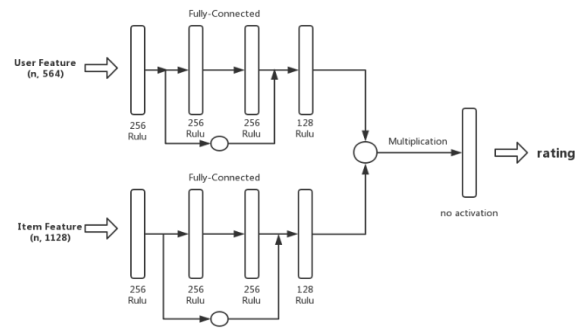 Fully-Connected
User Feature
(n, 564)
256
Rulu
256
Rulu
256
Rulu
128
Rulu
Multiplication
rating
no activation
Fully-Connected
Item Feature
(n, 1128)
256
Rulu
256
Rulu
256
Rulu
128
Rulu